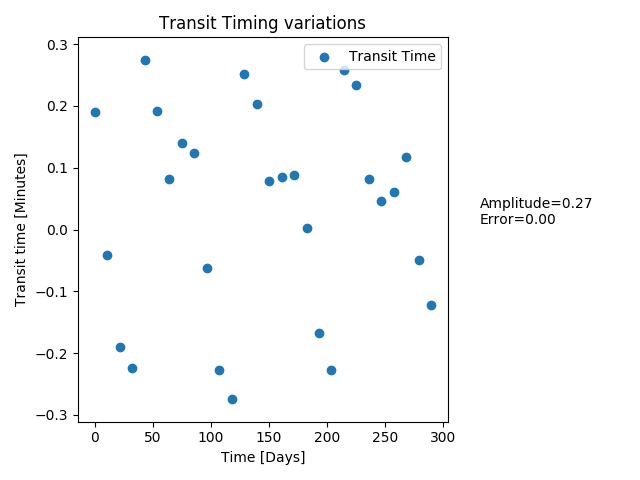 Transit Timing variations
Transit Time
Transit time [Minutes]
0.3
0.2
0.1
0.0
−0.1
−0.2
−0.3
0
50
100
150
200
250
300
Time [Days]
Amplitude=0.27
Error=0.00